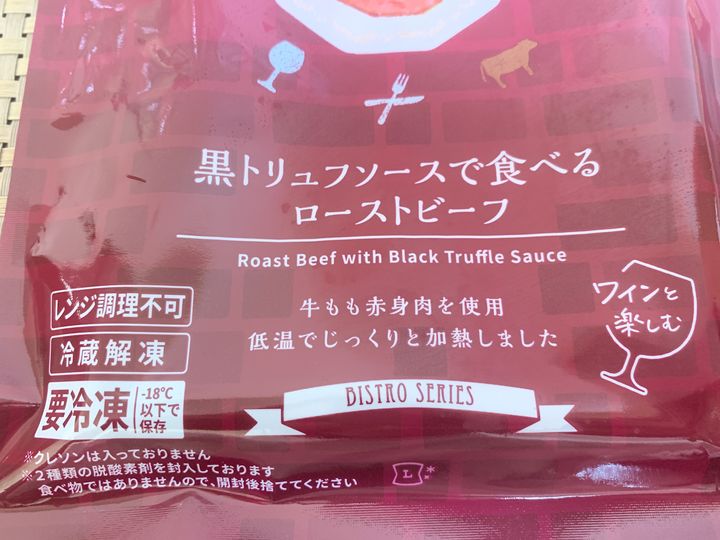 黒トリュフソースで食べる
ローストビーフ
Roast Beef with Black Truffle Sauce
牛もも赤身肉を使用
低温でじっくりと加熱しました
ワインと
楽しむ
レンジ調理不可
冷蔵解凍
要冷凍
-18℃
以下で
保存
BISTRO SERIES
※クレソンは入っておりません
※2種類の脱酸素剤を封入しております
食べ物ではありませんので、開封後捨ててください
L